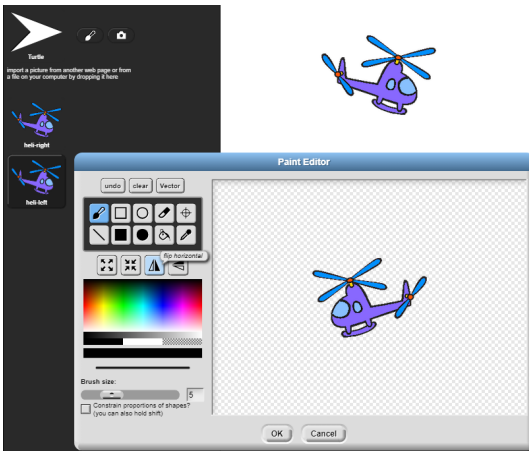 Turtle
import a picture from another web page or from
a file on your computer by dropping it here
heli-right
heli-left
Paint Editor
undo
clear
Vector
flip horizontal
Brush size:
5
Constrain proportions of shapes?
(you can also hold shift)
OK
Cancel